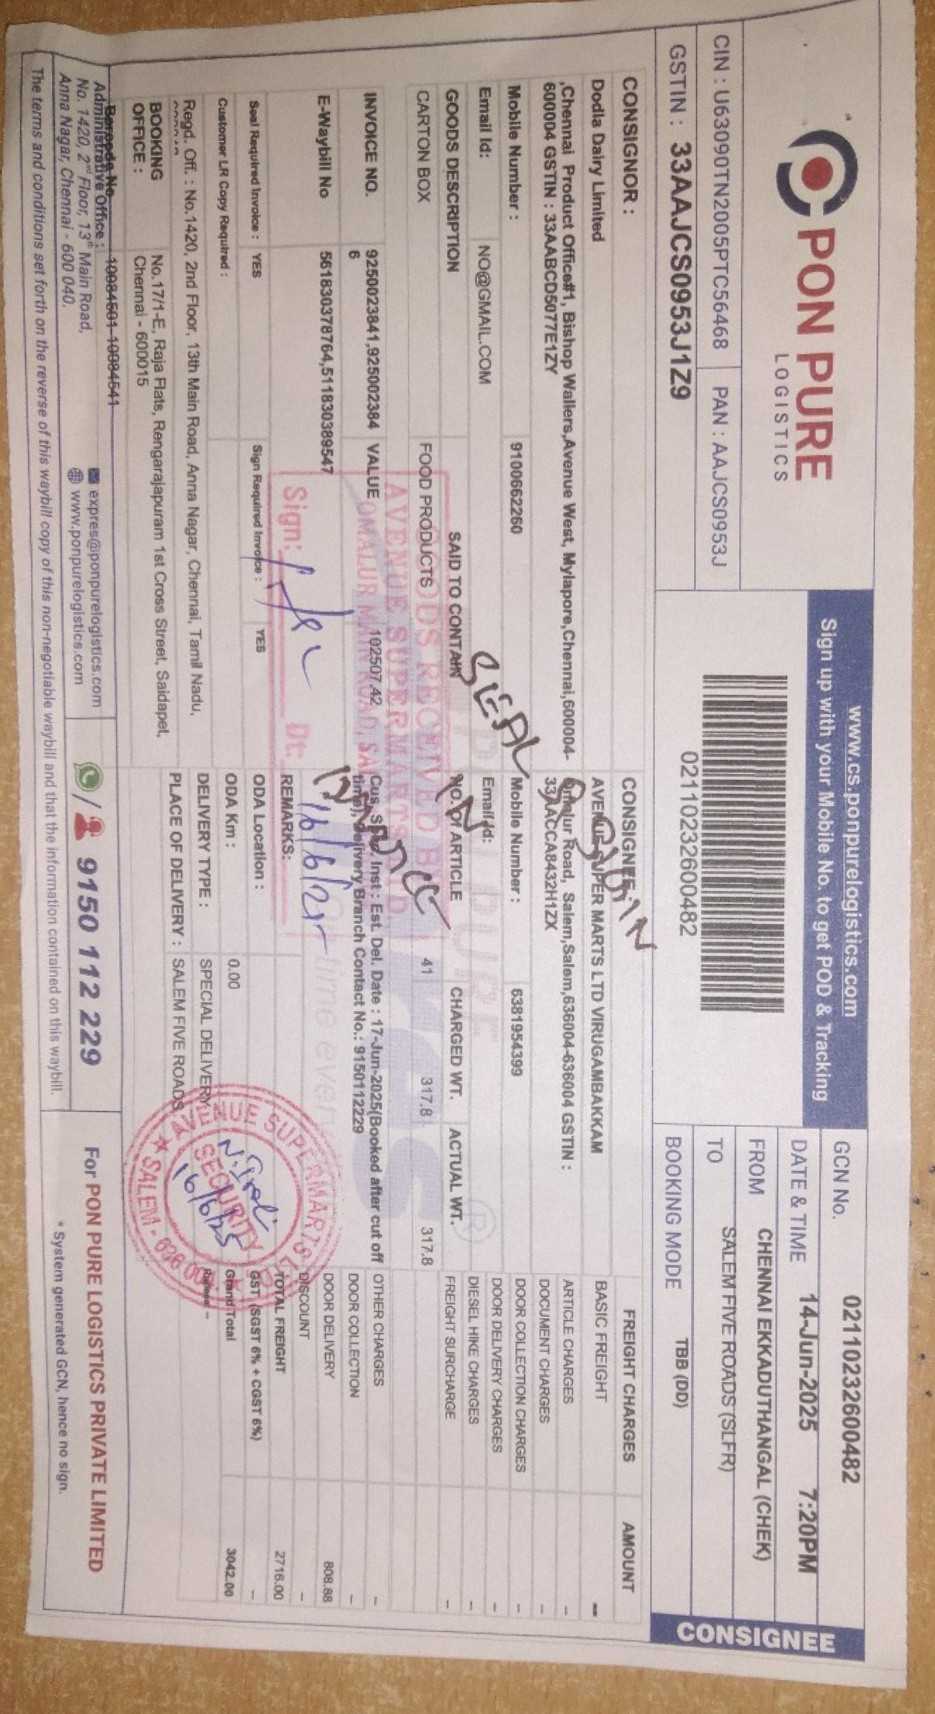 PON PURE
LOGISTICS
CIN : U63090TN2005PTC56468 PAN : AAJCS0953J
GSTIN : 33AAJCS0953J1Z9
www.cs.ponpurelogistics.com
Sign up with your Mobile No. to get POD & Tracking
02110232600482
GCN No. 02110232600482
DATE & TIME 14-Jun-2025 7:20PM
FROM CHENNAI EKKADUTHANGAL (CHEK)
TO SALEM FIVE ROADS (SLFR)
BOOKING MODE TBB (DD)
CONSIGNEE
CONSIGNOR :
Dodla Dairy Limited
,Chennai Product Office#1, Bishop Wallers,Avenue West, Mylapore,Chennai,600004-
600004 GSTIN : 33AABCD5077E1ZY
Mobile Number : 9100662260
Email Id: NO@GMAIL.COM
CONSIGNEE :
AVENUE SUPER MARTS LTD VIRUGAMBAKKAM
Omalur Road, Salem,Salem,636004-636004 GSTIN :
33AACCA8432H1ZX
Mobile Number : 6381954399
Email Id:
GOODS DESCRIPTION SAID TO CONTAIN NO. Of ARTICLE CHARGED WT. ACTUAL WT.
CARTON BOX FOOD PRODUCTS 41 317.8 317.8
SEAL
IN
INVOICE NO. 9250023841,925002384 VALUE 102507.42
6
E-Waybill No 561830378764,511830389547
Cus. Spl. Inst : Est. Del. Date : 17-Jun-2025(Booked after cut off
time), Delivery Branch Contact No.: 9150112229
Seal Required Invoice : YES Sign Required Invoice : YES
Customer LR Copy Required :
REMARKS:
ODA Location :
ODA Km : 0.00
DELIVERY TYPE : SPECIAL DELIVERY
PLACE OF DELIVERY : SALEM FIVE ROADS
GOODS RECEIVED BY
AVENUE SUPERMARTS
OMALUR MAIN ROAD, SA
Sign: Dt:
16/6/25
AVENUE SUPERMARTS
SECURITY
SALEM - 636 00
16/6/25
FREIGHT CHARGES AMOUNT
BASIC FREIGHT --
ARTICLE CHARGES --
DOCUMENT CHARGES --
DOOR COLLECTION CHARGES --
DOOR DELIVERY CHARGES --
DIESEL HIKE CHARGES --
FREIGHT SURCHARGE --
OTHER CHARGES --
DOOR COLLECTION --
DOOR DELIVERY 808.88
DISCOUNT --
TOTAL FREIGHT 2716.00
GST (SGST 6% + CGST 6%) --
Grand Total 3042.00
Regd. Off. : No.1420, 2nd Floor, 13th Main Road, Anna Nagar, Chennai, Tamil Nadu,
BOOKING No.17/1-E, Raja Flats, Rengarajapuram 1st Cross Street, Saidapet,
OFFICE : Chennai - 600015
10084501-10084541
Administrative Office :
No. 1420, 2nd Floor, 13th Main Road,
Anna Nagar, Chennai - 600 040.
expres@ponpurelogistics.com
www.ponpurelogistics.com
9150 112 229
For PON PURE LOGISTICS PRIVATE LIMITED
* System generated GCN, hence no sign.
The terms and conditions set forth on the reverse of this waybill copy of this non-negotiable waybill and that the information contained on this waybill.